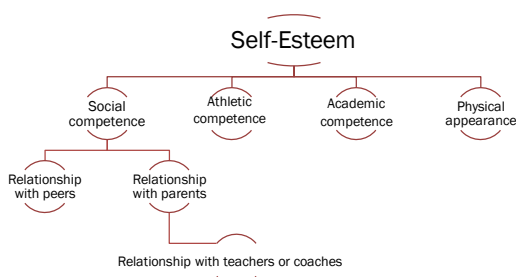 Self-Esteem
Social
competence
Athletic
competence
Academic
competence
Physical
appearance
Relationship
with peers
Relationship
with parents
Relationship with teachers or coaches